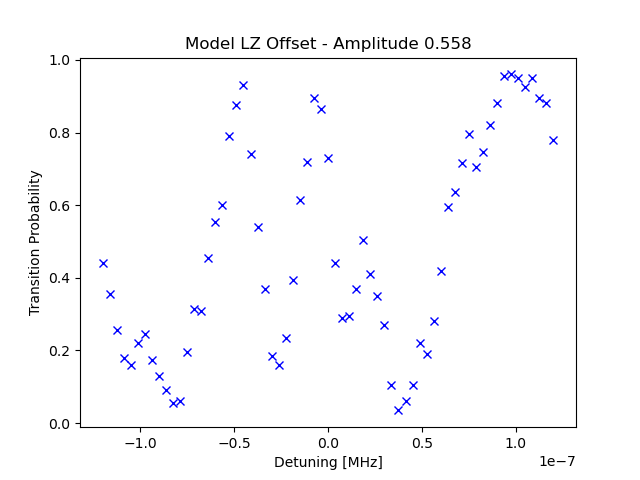 Model LZ Offset - Amplitude 0.558
Transition Probability
1.0
0.8
0.6
0.4
0.2
0.0
−1.0 −0.5 0.0 0.5 1.0
1e−7
Detuning [MHz]